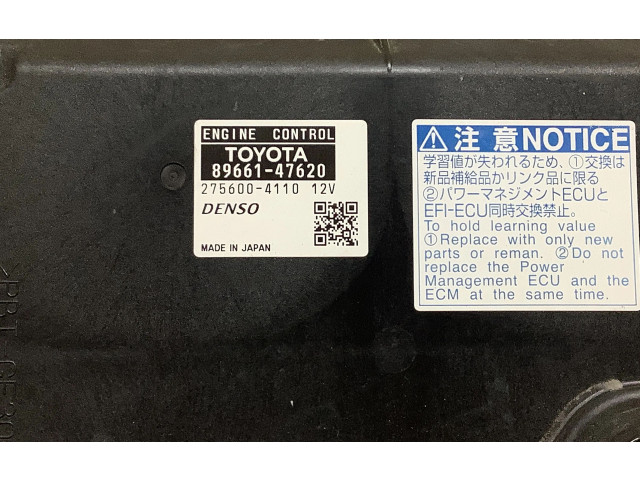 ENGINE CONTROL
TOYOTA
89661-47620
275600-4110 12V
DENSO
MADE IN JAPAN
注意NOTICE
学習値が失われるため、①交換は
新品補給品かリンク品に限る
②パワーマネジメントECUと
EFI-ECU同時交換禁止。
To hold learning value
①Replace with only new
parts or reman. ②Do not
replace the Power
Management ECU and the
ECM at the same time.
>PBT-GF30